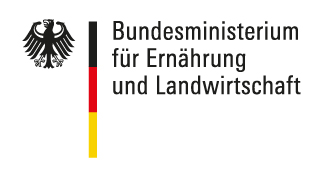 Bundesministerium
für Ernährung
und Landwirtschaft